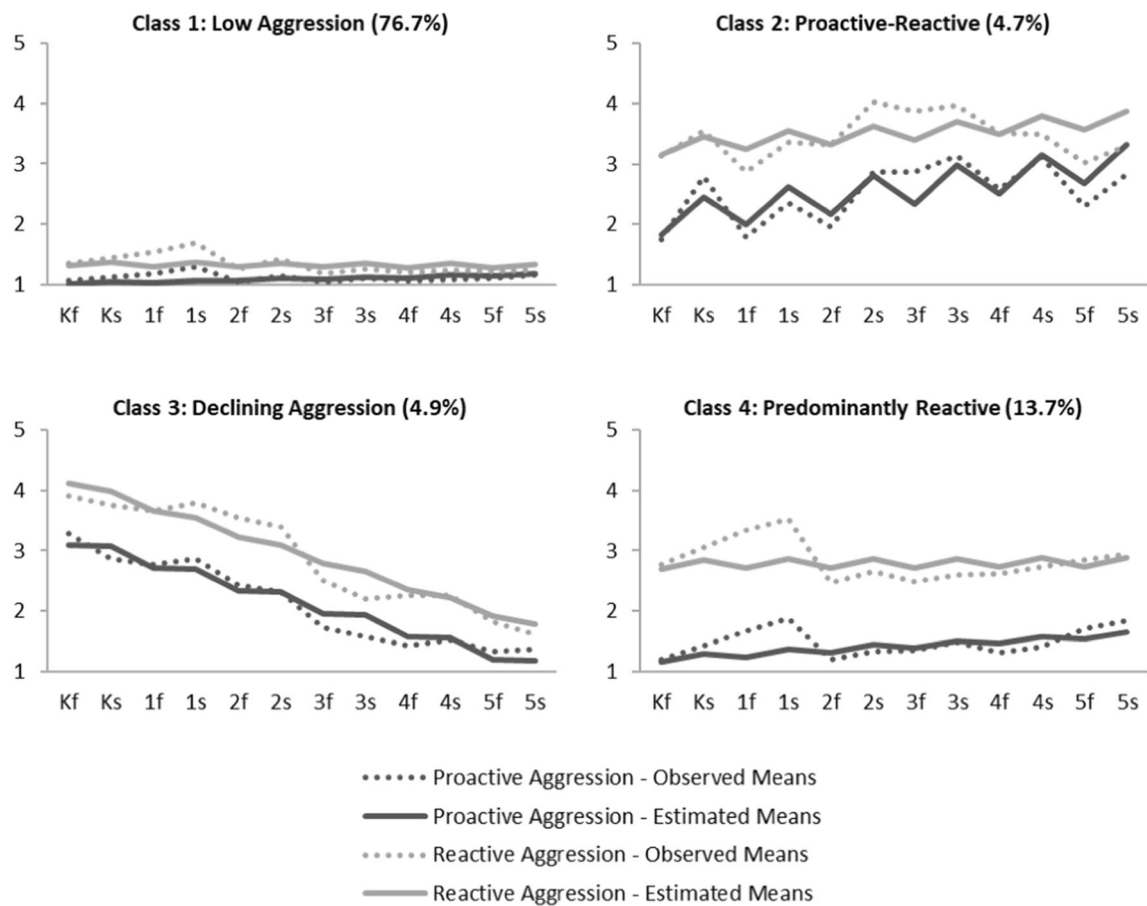 Class 1: Low Aggression (76.7%)
5
4
3
2
1
Kf Ks 1f 1s 2f 2s 3f 3s 4f 4s 5f 5s
Class 2: Proactive-Reactive (4.7%)
5
4
3
2
1
Kf Ks 1f 1s 2f 2s 3f 3s 4f 4s 5f 5s
Class 3: Declining Aggression (4.9%)
5
4
3
2
1
Kf Ks 1f 1s 2f 2s 3f 3s 4f 4s 5f 5s
Class 4: Predominantly Reactive (13.7%)
5
4
3
2
1
Kf Ks 1f 1s 2f 2s 3f 3s 4f 4s 5f 5s
Proactive Aggression - Observed Means
Proactive Aggression - Estimated Means
Reactive Aggression - Observed Means
Reactive Aggression - Estimated Means